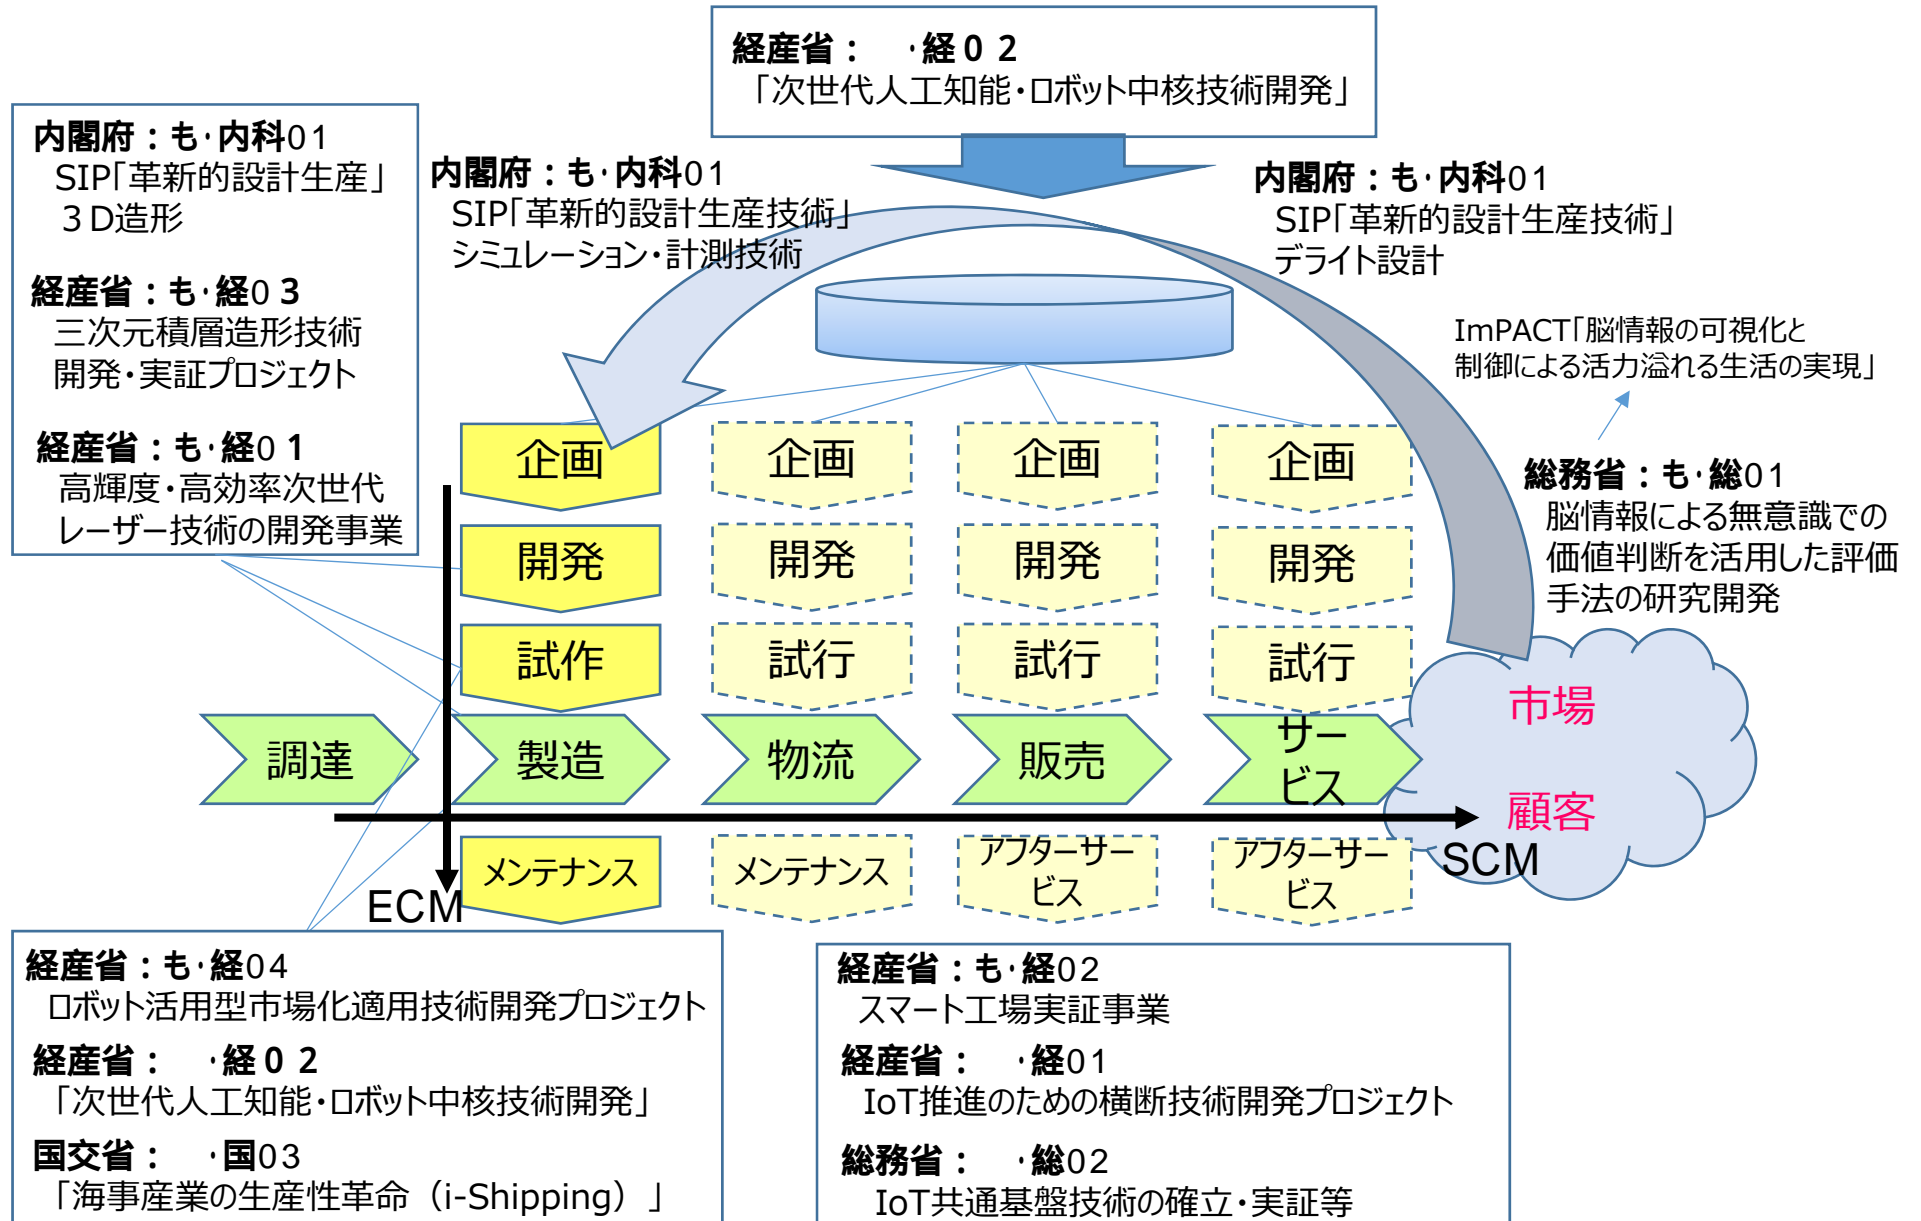 経産省： ・経０２
「次世代人工知能・ロボット中核技術開発」
内閣府：も・内科01
SIP「革新的設計生産」
３Ｄ造形
経産省：も・経0３
三次元積層造形技術
開発・実証プロジェクト
経産省：も・経0１
高輝度・高効率次世代
レーザー技術の開発事業
内閣府：も・内科01
SIP「革新的設計生産技術」
シミュレーション・計測技術
内閣府：も・内科01
SIP「革新的設計生産技術」
デライト設計
ImPACT「脳情報の可視化と
制御による活力溢れる生活の実現」
総務省：も・総01
脳情報による無意識での
価値判断を活用した評価
手法の研究開発
企画 企画 企画 企画
開発 開発 開発 開発
試作 試行 試行 試行
調達 製造 物流 販売 サー
ビス
市場
顧客
メンテナンス メンテナンス アフターサー
ビス
アフターサー
ビス
ECM
SCM
経産省：も・経04
ロボット活用型市場化適用技術開発プロジェクト
経産省： ・経０２
「次世代人工知能・ロボット中核技術開発」
国交省： ・国03
「海事産業の生産性革命（i-Shipping）」
経産省：も・経02
スマート工場実証事業
経産省： ・経01
IoT推進のための横断技術開発プロジェクト
総務省： ・総02
IoT共通基盤技術の確立・実証等